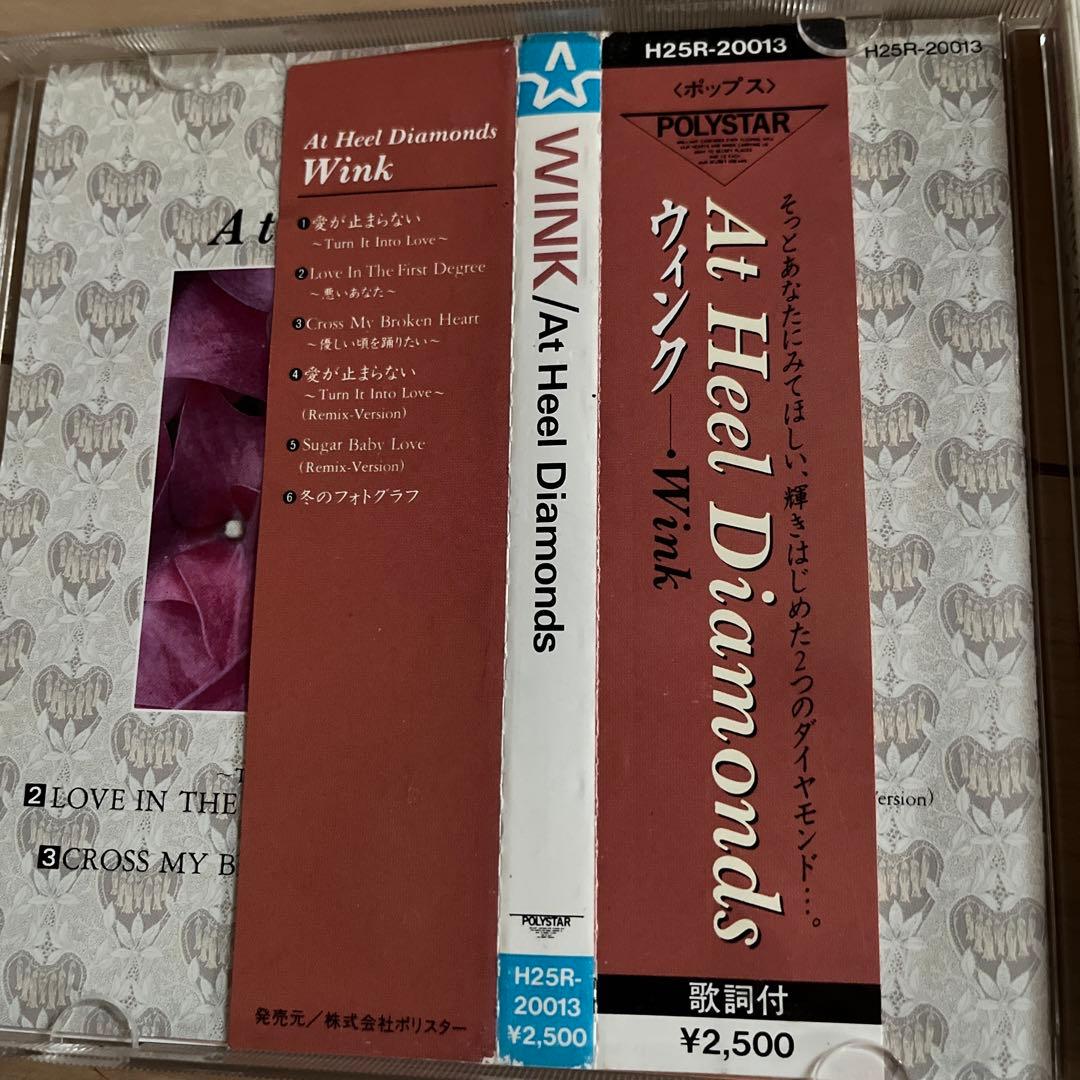 At Heel Diamonds
Wink
❶愛が止まらない
～Turn It Into Love～
❷Love In The First Degree
～悪いあなた～
❸Cross My Broken Heart
～優しい頃を踊りたい～
❹愛が止まらない
～Turn It Into Love～
(Remix-Version)
❺Sugar Baby Love
(Remix-Version)
❻冬のフォトグラフ
発売元／株式会社ポリスター
WINK/At Heel Diamonds
POLYSTAR
H25R-
20013
¥2,500
H25R-20013
〈ポップス〉
POLYSTAR
そっとあなたにみてほしい、輝きはじめた2つのダイヤモンド…。
At Heel Diamonds
ウィンク—·Wink
歌詞付
¥2,500
H25R-20013
At
～T
2 LOVE IN THE
3 CROSS MY B
ersion)